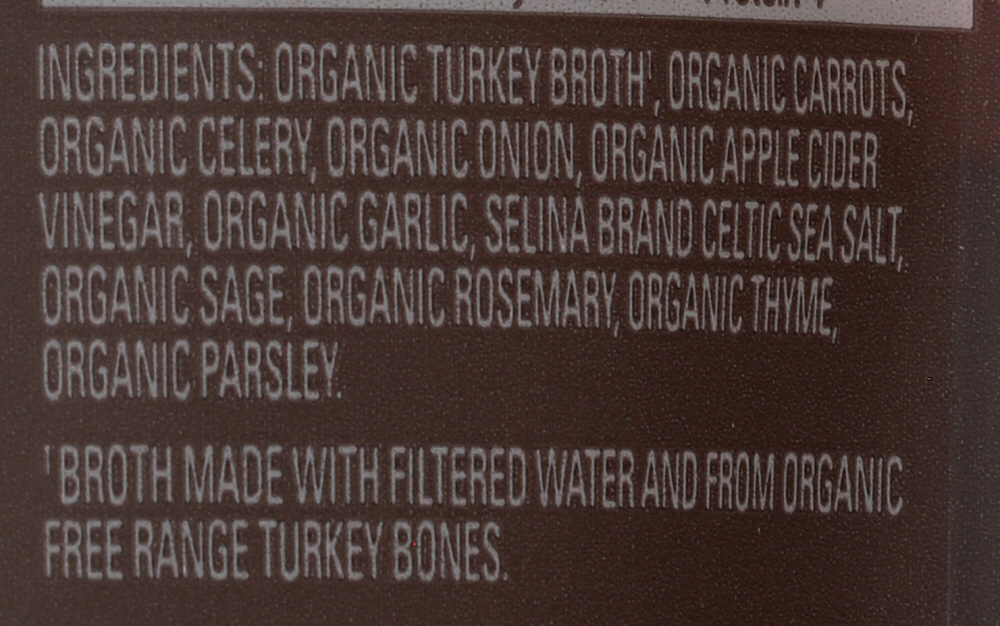 INGREDIENTS: ORGANIC TURKEY BROTH¹, ORGANIC CARROTS,
ORGANIC CELERY, ORGANIC ONION, ORGANIC APPLE CIDER
VINEGAR, ORGANIC GARLIC, SELINA BRAND CELTIC SEA SALT,
ORGANIC SAGE, ORGANIC ROSEMARY, ORGANIC THYME,
ORGANIC PARSLEY.
¹BROTH MADE WITH FILTERED WATER AND FROM ORGANIC
FREE RANGE TURKEY BONES.